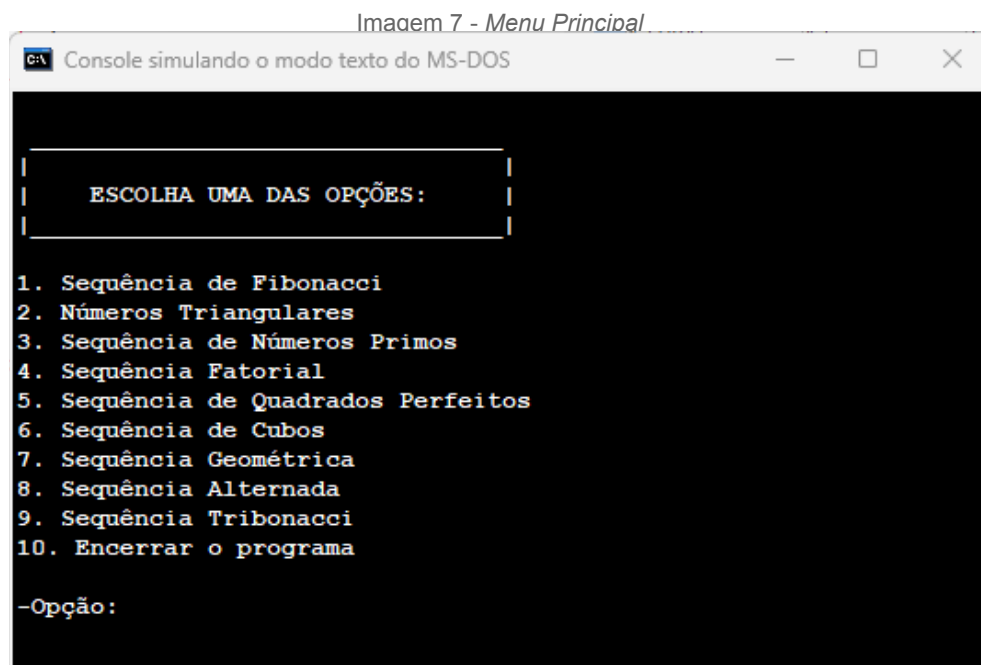 Imagem 7 - Menu Principal
Console simulando o modo texto do MS-DOS
ESCOLHA UMA DAS OPÇÕES:
1. Sequência de Fibonacci
2. Números Triangulares
3. Sequência de Números Primos
4. Sequência Fatorial
5. Sequência de Quadrados Perfeitos
6. Sequência de Cubos
7. Sequência Geométrica
8. Sequência Alternada
9. Sequência Tribonacci
10. Encerrar o programa
-Opção: